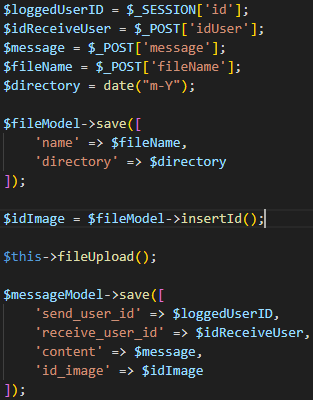 $loggedUserID = $_SESSION['id'];
$idReceiveUser = $_POST['idUser'];
$message = $_POST['message'];
$fileName = $_POST['fileName'];
$directory = date("m-Y");
$fileModel->save([
'name' => $fileName,
'directory' => $directory
]);
$idImage = $fileModel->insertId();
$this->fileUpload();
$messageModel->save([
'send_user_id' => $loggedUserID,
'receive_user_id' => $idReceiveUser,
'content' => $message,
'id_image' => $idImage
]);